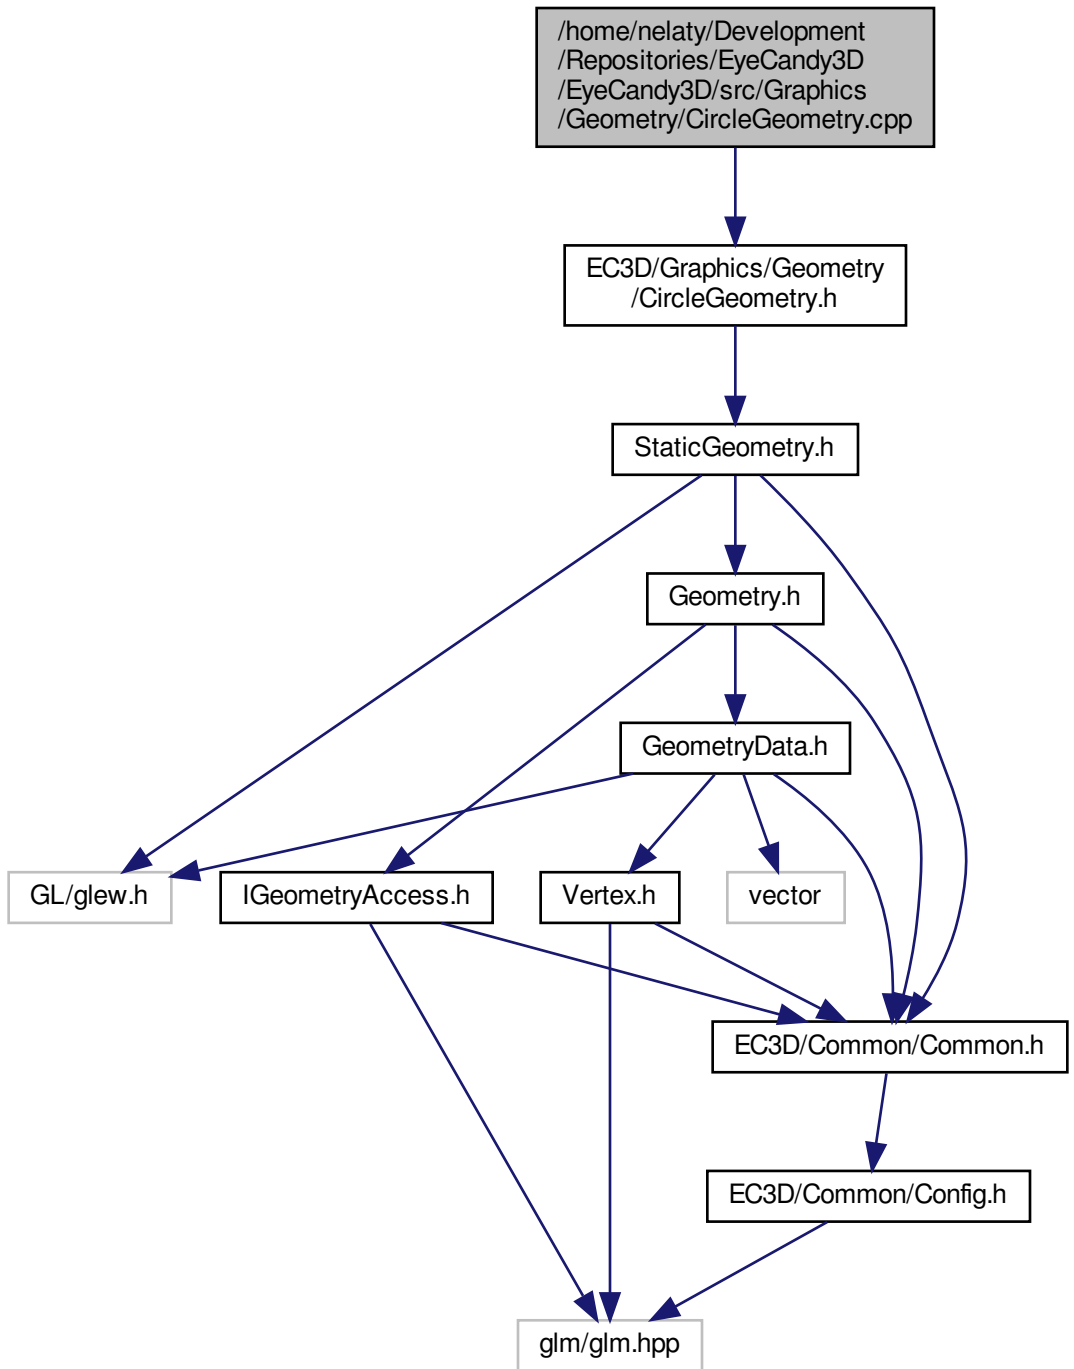 /home/nelaty/Development
/Repositories/EyeCandy3D
/EyeCandy3D/src/Graphics
/Geometry/CircleGeometry.cpp
EC3D/Graphics/Geometry
/CircleGeometry.h
StaticGeometry.h
Geometry.h
GeometryData.h
GL/glew.h
IGeometryAccess.h
Vertex.h
vector
EC3D/Common/Common.h
EC3D/Common/Config.h
glm/glm.hpp